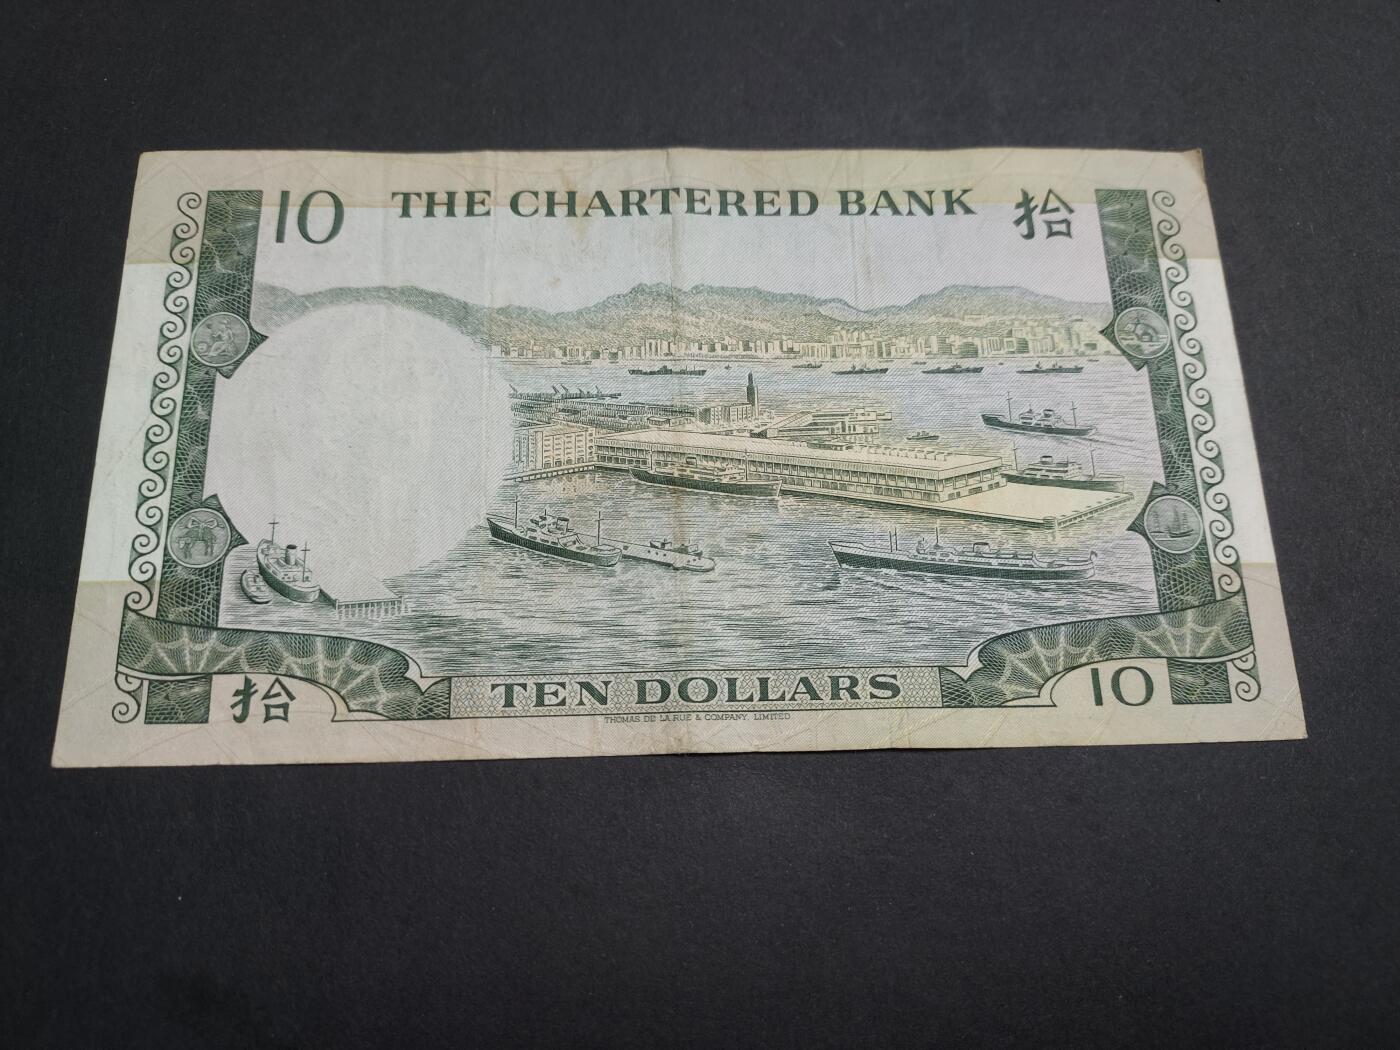 10 THE CHARTERED BANK 拾
拾 TEN DOLLARS 10
THOMAS DE LA RUE & COMPANY, LIMITED